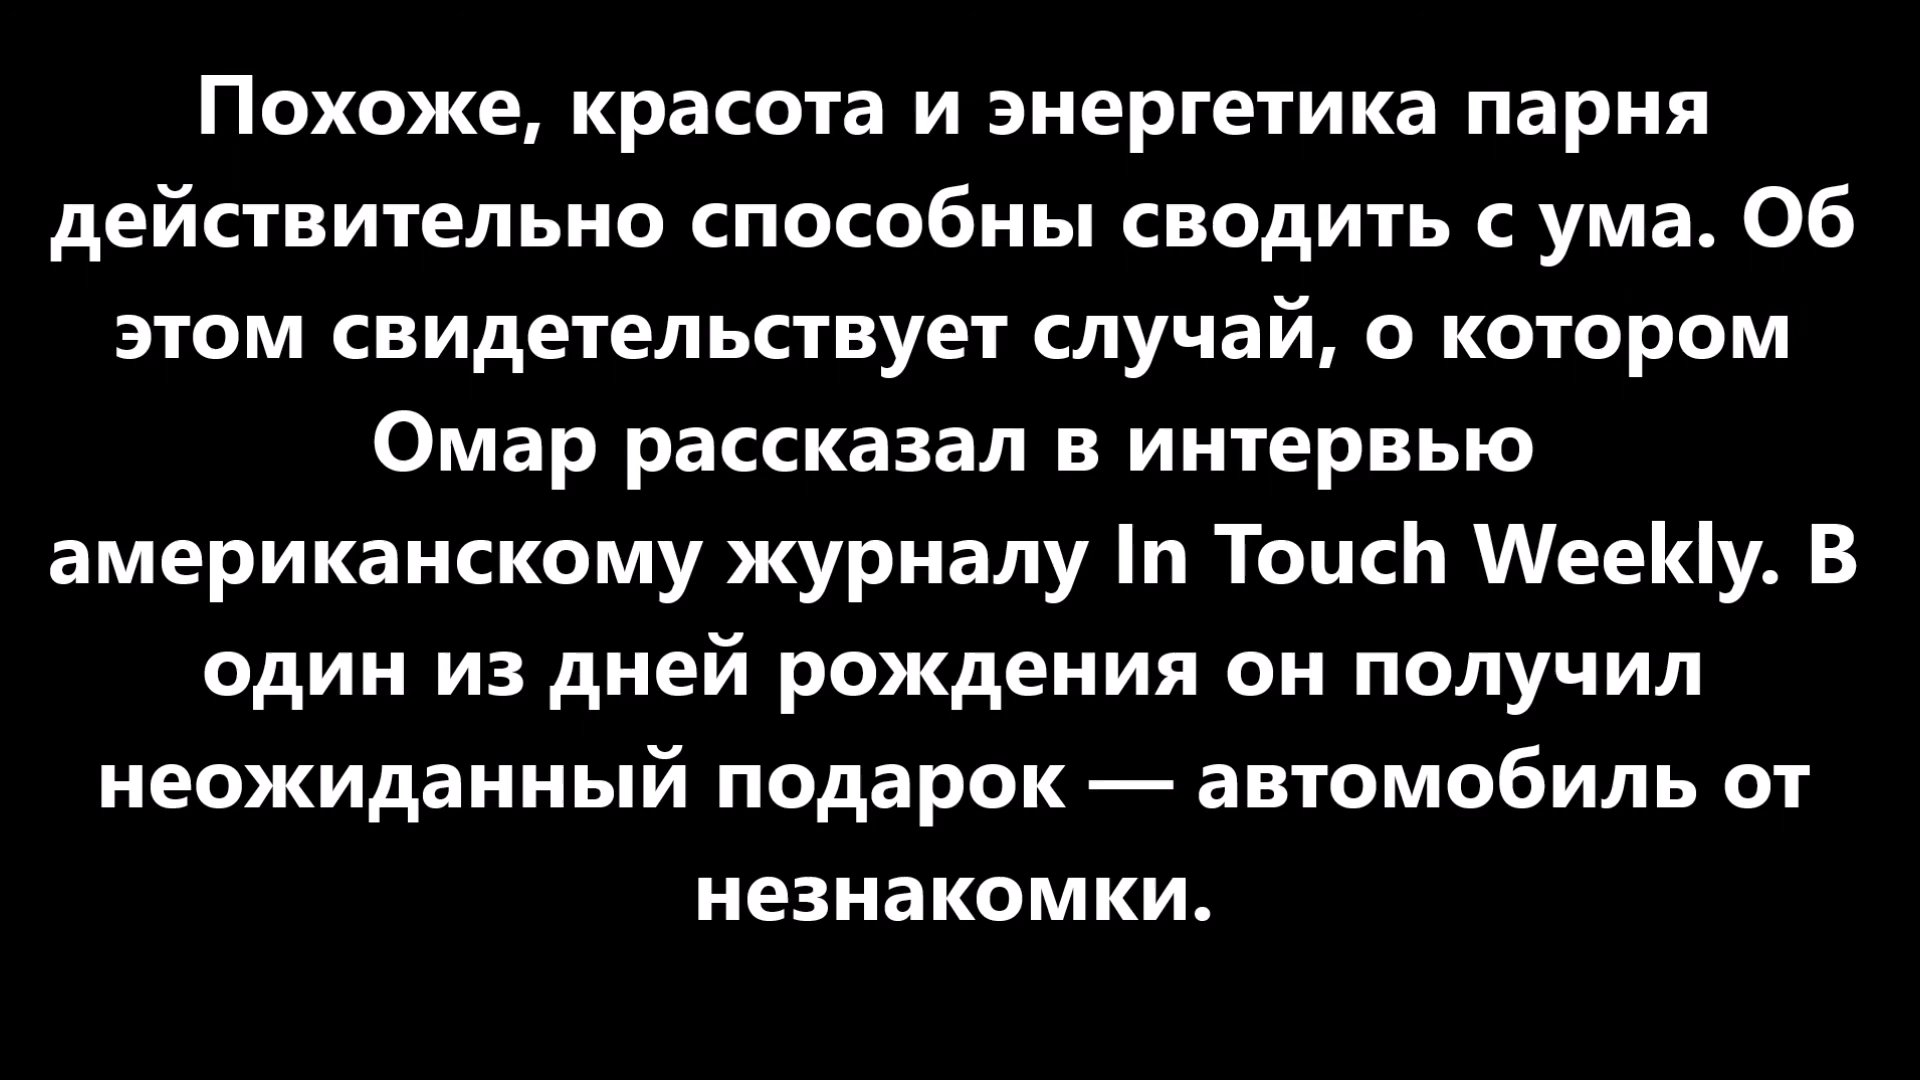 Похоже, красота и энергетика парня
действительно способны сводить с ума. Об
этом свидетельствует случай, о котором
Омар рассказал в интервью
американскому журналу In Touch Weekly. В
один из дней рождения он получил
неожиданный подарок — автомобиль от
незнакомки.